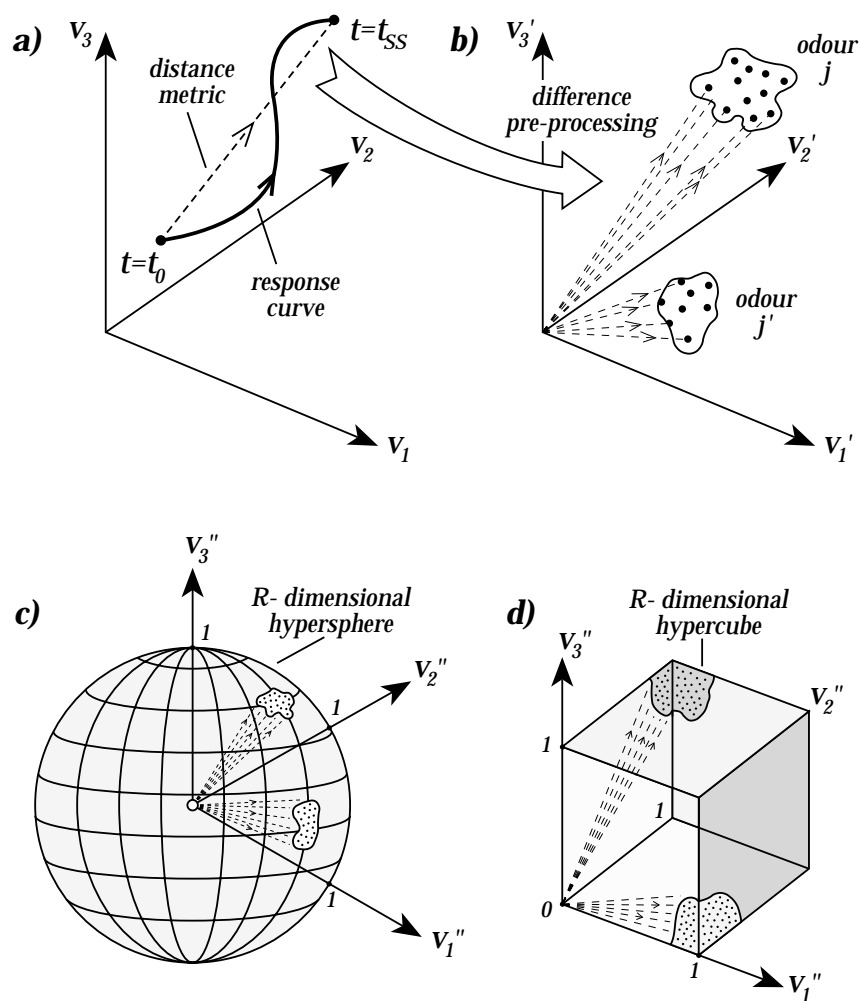 a)
V3
t=tSS
distance
metric
V2
t=t0
response
curve
V1
b)
V3'
odour
j
difference
pre-processing
V2'
odour
j'
V1'
c)
V3''
R- dimensional
hypersphere
1
V2''
1
1
V1''
d)
R- dimensional
hypercube
V3''
V2''
1
1
0
1
V1''